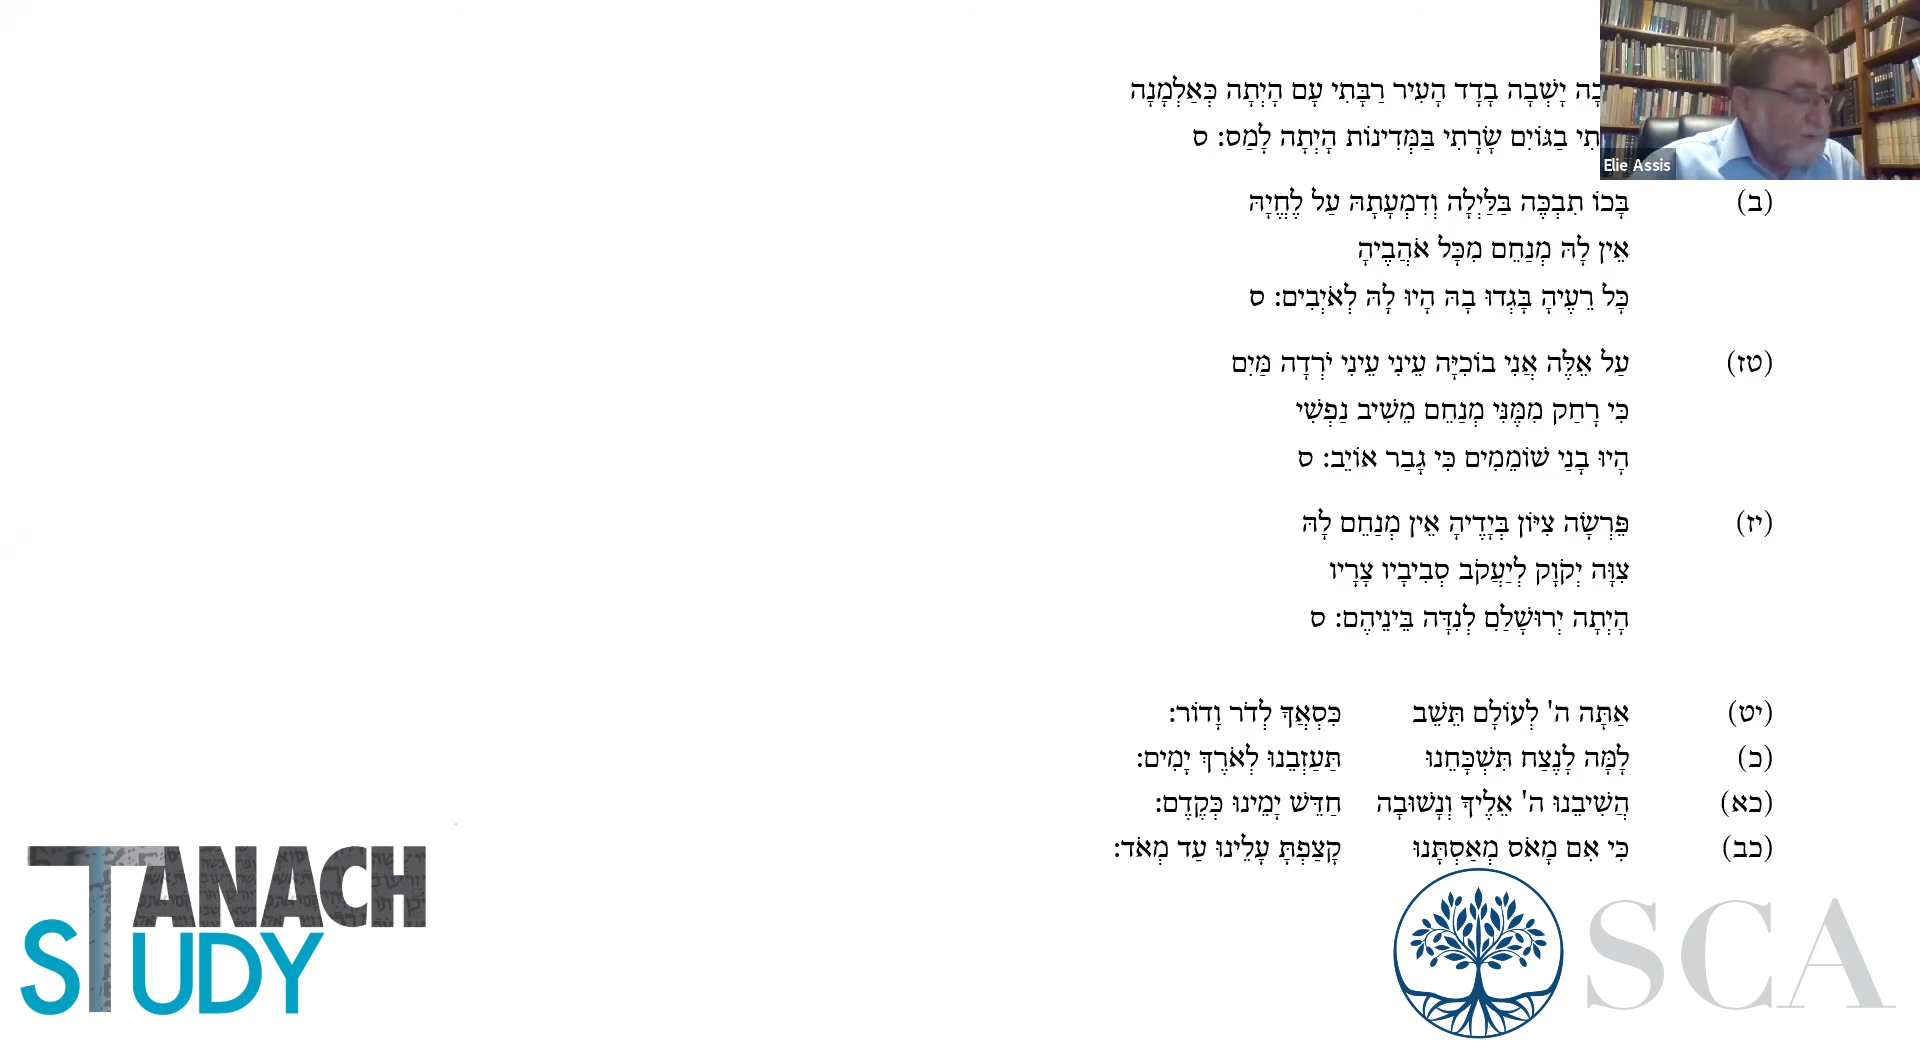 יָשְׁבָה בָדָד הָעִיר רַבָּתִי עָם הָיְתָה כְּאַלְמָנָה
בַגּוֹיִם שָׂרָתִי בַּמְּדִינוֹת הָיְתָה לָמַס: ס
Elie Assis
(ב) בָּכוֹ תִבְכֶּה בַּלַּיְלָה וְדִמְעָתָהּ עַל לֶחֱיָהּ
אֵין לָהּ מְנַחֵם מִכָּל אֹהֲבֶיהָ
כָּל רֵעֶיהָ בָּגְדוּ בָהּ הָיוּ לָהּ לְאֹיְבִים: ס
(טז) עַל אֵלֶּה אֲנִי בוֹכִיָּה עֵינִי עֵינִי יֹרְדָה מַּיִם
כִּי רָחַק מִמֶּנִּי מְנַחֵם מֵשִׁיב נַפְשִׁי
הָיוּ בָנַי שׁוֹמֵמִים כִּי גָבַר אוֹיֵב: ס
(יז) פֵּרְשָׂה צִיּוֹן בְּיָדֶיהָ אֵין מְנַחֵם לָהּ
צִוָּה יְקֹוָק לְיַעֲקֹב סְבִיבָיו צָרָיו
הָיְתָה יְרוּשָׁלִַם לְנִדָּה בֵּינֵיהֶם: ס
(יט) אַתָּה ה' לְעוֹלָם תֵּשֵׁב כִּסְאֲךָ לְדֹר וָדוֹר:
(כ) לָמָּה לָנֶצַח תִּשְׁכָּחֵנוּ תַּעַזְבֵנוּ לְאֹרֶךְ יָמִים:
(כא) הֲשִׁיבֵנוּ ה' אֵלֶיךָ וְנָשׁוּבָה חַדֵּשׁ יָמֵינוּ כְּקֶדֶם:
(כב) כִּי אִם מָאֹס מְאַסְתָּנוּ קָצַפְתָּ עָלֵינוּ עַד מְאֹד:
TANACH
STUDY
SCA